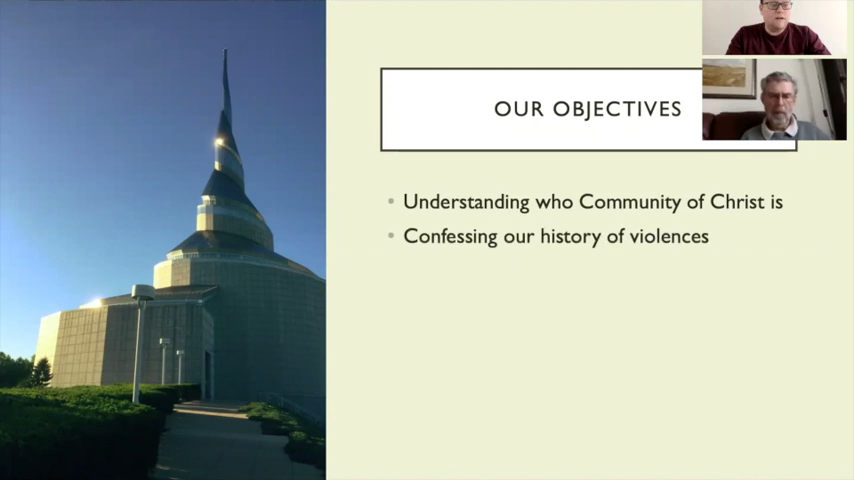 OUR OBJECTIVES
Understanding who Community of Christ is
Confessing our history of violences